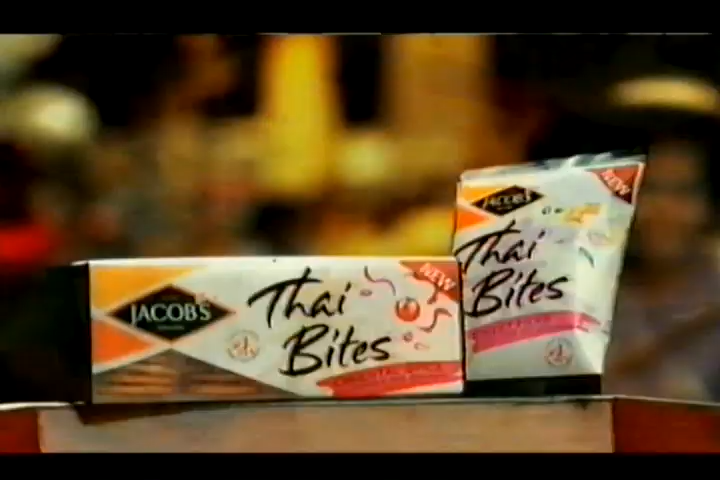 JACOB'S
Thai
Bites
NEW
JACOB'S
Thai
Bites
NEW